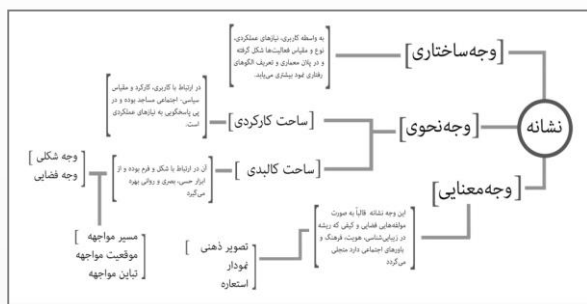 نشانه
[وجه‌ساختاری]
به واسطه کاربری، نیازهای عملکردی،
نوع و مقیاس فعالیت‌ها شکل گرفته
و در پلان معماری و تعریف الگوهای
رفتاری نمود بیشتری می‌یابد.
[وجه‌نحوی]
[ساحت کارکردی]
در ارتباط با کاربری، کارکرد و مقیاس
سیاسی- اجتماعی مساجد بوده و در
پی پاسخگویی به نیازهای عملکردی
است.
[ساحت کالبدی]
آن در ارتباط با شکل و فرم بوده و از
ابزار حسی، بصری و روانی بهره
می‌گیرد
وجه شکلی
وجه فضایی
مسیر مواجهه
موقعیت مواجهه
تباین مواجهه
[وجه‌معنایی]
این وجه نشانه قالباً به صورت
مولفه‌هایی فضایی و کیفی که ریشه
در زیبایی‌شناسی، هویت، فرهنگ و
باورهای اجتماعی دارد متجلی
می‌گردد
تصویر ذهنی
نمودار
استعاره